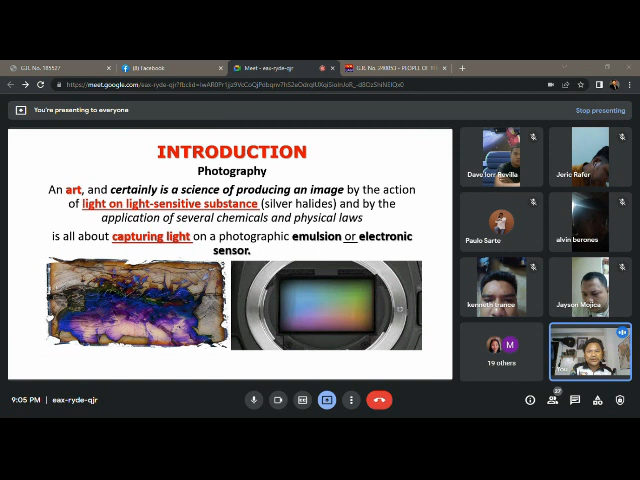 G.R. No. 185527
(8) Facebook
Meet - eax-ryde-qjr
G.R. No. 240053 - PEOPLE OF
You're presenting to everyone
Stop presenting
INTRODUCTION
Photography
An art, and certainly is a science of producing an image by the action
of light on light-sensitive substance (silver halides) and by the
application of several chemicals and physical laws
is all about capturing light on a photographic emulsion or electronic
sensor.
Dave lorr Revilla
Jeric Rafer
Paulo Sarte
alvin berones
kenneth trance
Jayson Mojica
M
19 others
You
9:05 PM
eax-ryde-qjr
27